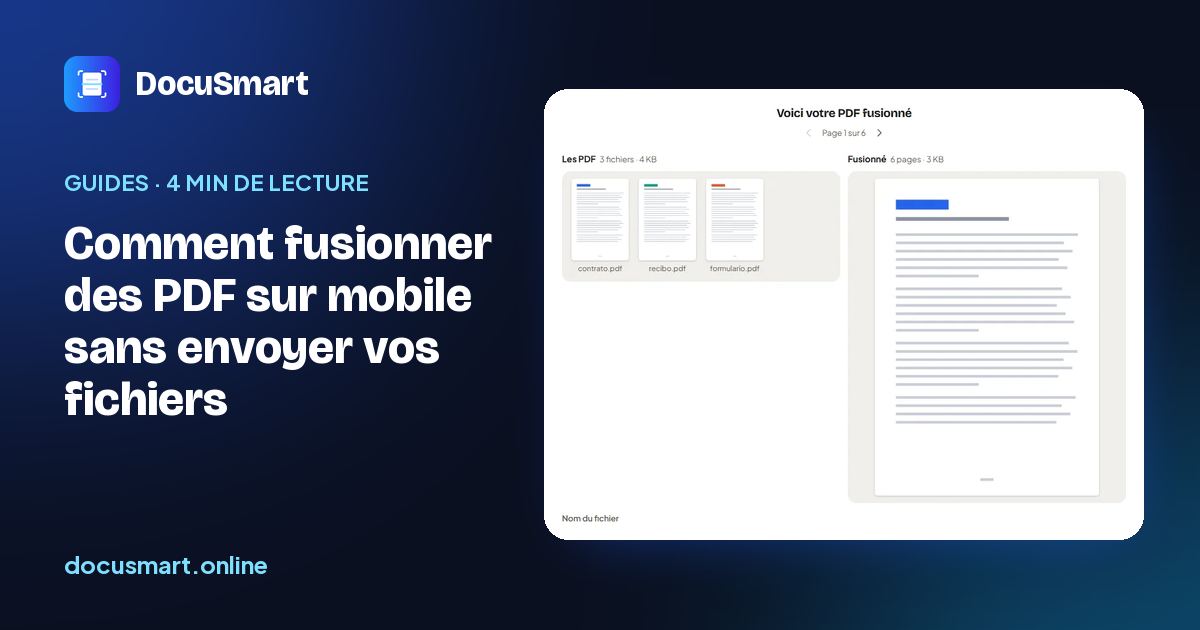 DocuSmart
GUIDES · 4 MIN DE LECTURE
Comment fusionner
des PDF sur mobile
sans envoyer vos
fichiers
docusmart.online
Voici votre PDF fusionné
Page 1 sur 6
Les PDF 3 fichiers · 4 KB
contrato.pdf recibo.pdf formulario.pdf
Fusionné 6 pages · 3 KB
Nom du fichier